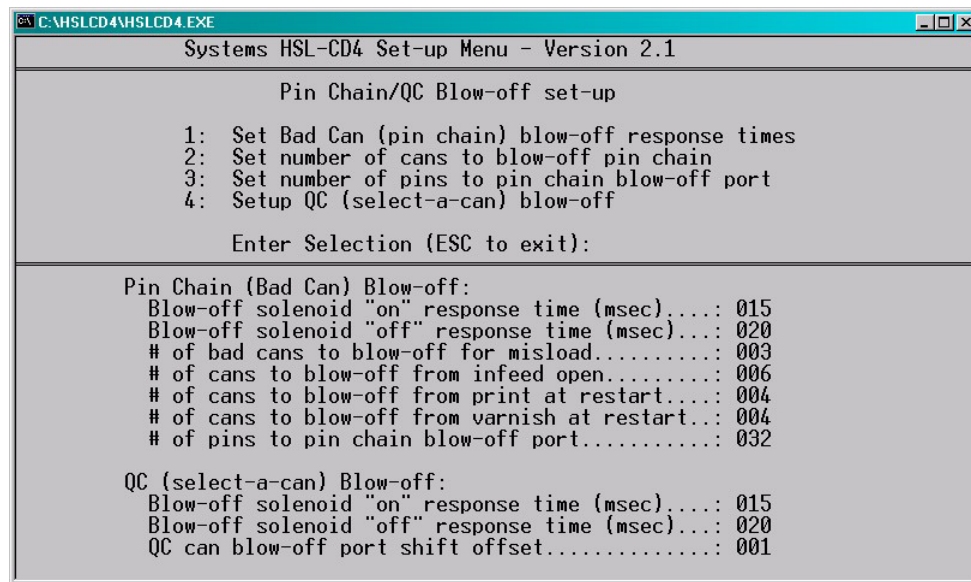 C:\HSLCD4\HSLCD4.EXE
Systems HSL-CD4 Set-up Menu - Version 2.1
Pin Chain/QC Blow-off set-up
1: Set Bad Can (pin chain) blow-off response times
2: Set number of cans to blow-off pin chain
3: Set number of pins to pin chain blow-off port
4: Setup QC (select-a-can) blow-off
Enter Selection (ESC to exit):
Pin Chain (Bad Can) Blow-off:
Blow-off solenoid "on" response time (msec)....: 015
Blow-off solenoid "off" response time (msec)...: 020
# of bad cans to blow-off for misload..........: 003
# of cans to blow-off from infeed open.........: 006
# of cans to blow-off from print at restart....: 004
# of cans to blow-off from varnish at restart..: 004
# of pins to pin chain blow-off port...........: 032
QC (select-a-can) Blow-off:
Blow-off solenoid "on" response time (msec)....: 015
Blow-off solenoid "off" response time (msec)...: 020
QC can blow-off port shift offset..............: 001